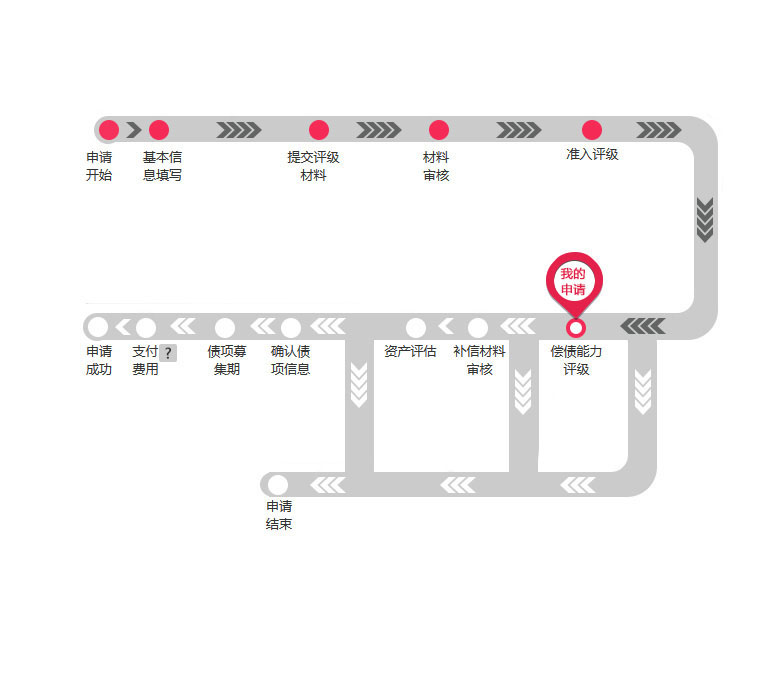 申请
开始
基本信
息填写
提交评级
材料
材料
审核
准入评级
我的
申请
申请
成功
支付 ?
费用
债项募
集期
确认债
项信息
资产评估
补信材料
审核
偿债能力
评级
申请
结束